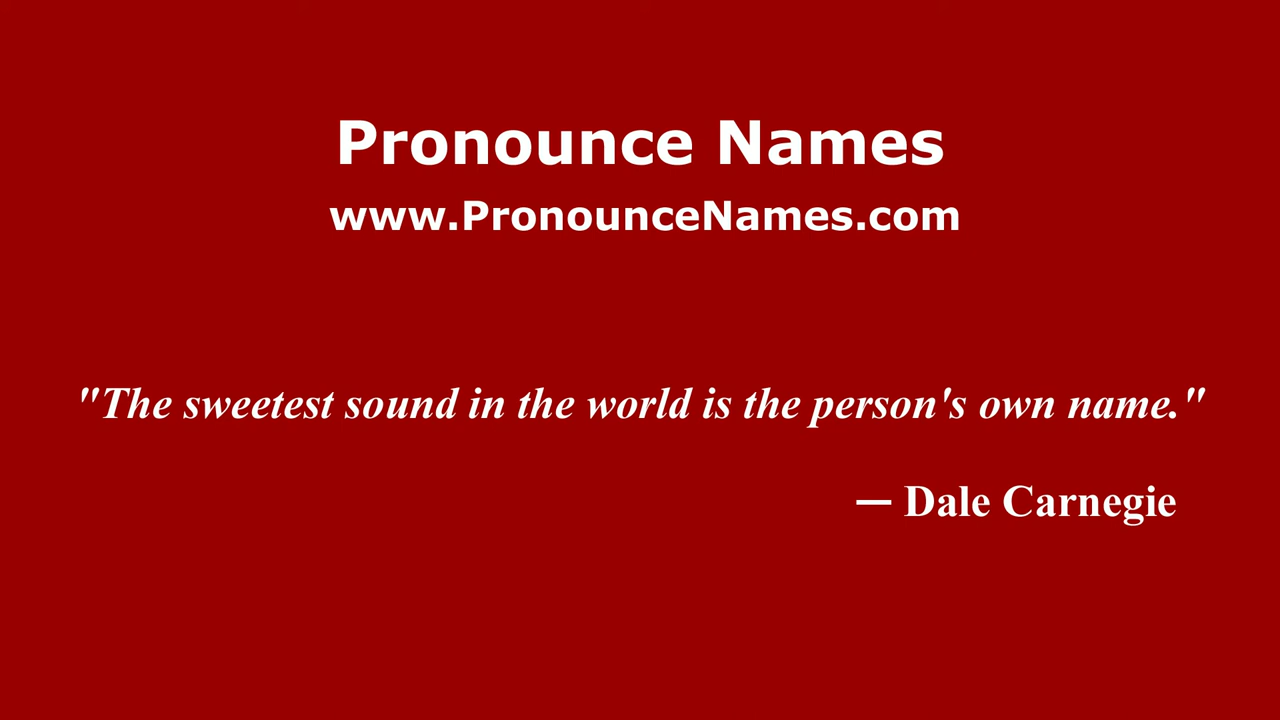 Pronounce Names
www.PronounceNames.com
"The sweetest sound in the world is the person's own name."
— Dale Carnegie